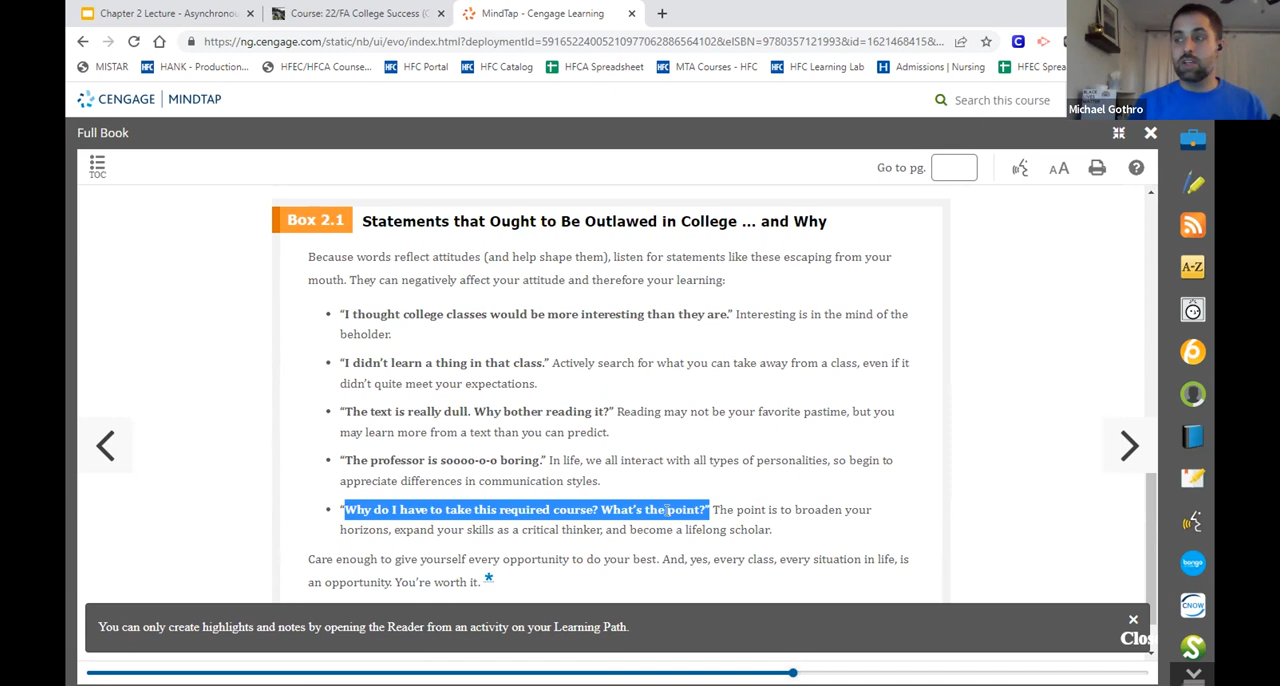 Chapter 2 Lecture - Asynchronou
Course: 22/FA College Success (C
MindTap - Cengage Learning
https://ng.cengage.com/static/nb/ui/evo/index.html?deploymentId=59165224005210977062886564102&eISBN=9780357121993&id=1621468415&...
MISTAR
HANK - Production...
HFEC/HFCA Counse...
HFC Portal
HFC Catalog
HFCA Spreadsheet
MTA Courses - HFC
HFC Learning Lab
Admissions | Nursing
HFEC Sprea
Michael Gothro
CENGAGE | MINDTAP
Search this course
Full Book
TOC
Go to pg.
AA
A-Z
Box 2.1 Statements that Ought to Be Outlawed in College ... and Why
Because words reflect attitudes (and help shape them), listen for statements like these escaping from your
mouth. They can negatively affect your attitude and therefore your learning:
• “I thought college classes would be more interesting than they are.” Interesting is in the mind of the
beholder.
• “I didn’t learn a thing in that class.” Actively search for what you can take away from a class, even if it
didn’t quite meet your expectations.
• “The text is really dull. Why bother reading it?” Reading may not be your favorite pastime, but you
may learn more from a text than you can predict.
• “The professor is soooo-o-o boring.” In life, we all interact with all types of personalities, so begin to
appreciate differences in communication styles.
• “Why do I have to take this required course? What’s the point?” The point is to broaden your
horizons, expand your skills as a critical thinker, and become a lifelong scholar.
Care enough to give yourself every opportunity to do your best. And, yes, every class, every situation in life, is
an opportunity. You’re worth it. *
bongo
CNOW
You can only create highlights and notes by opening the Reader from an activity on your Learning Path.
Clos